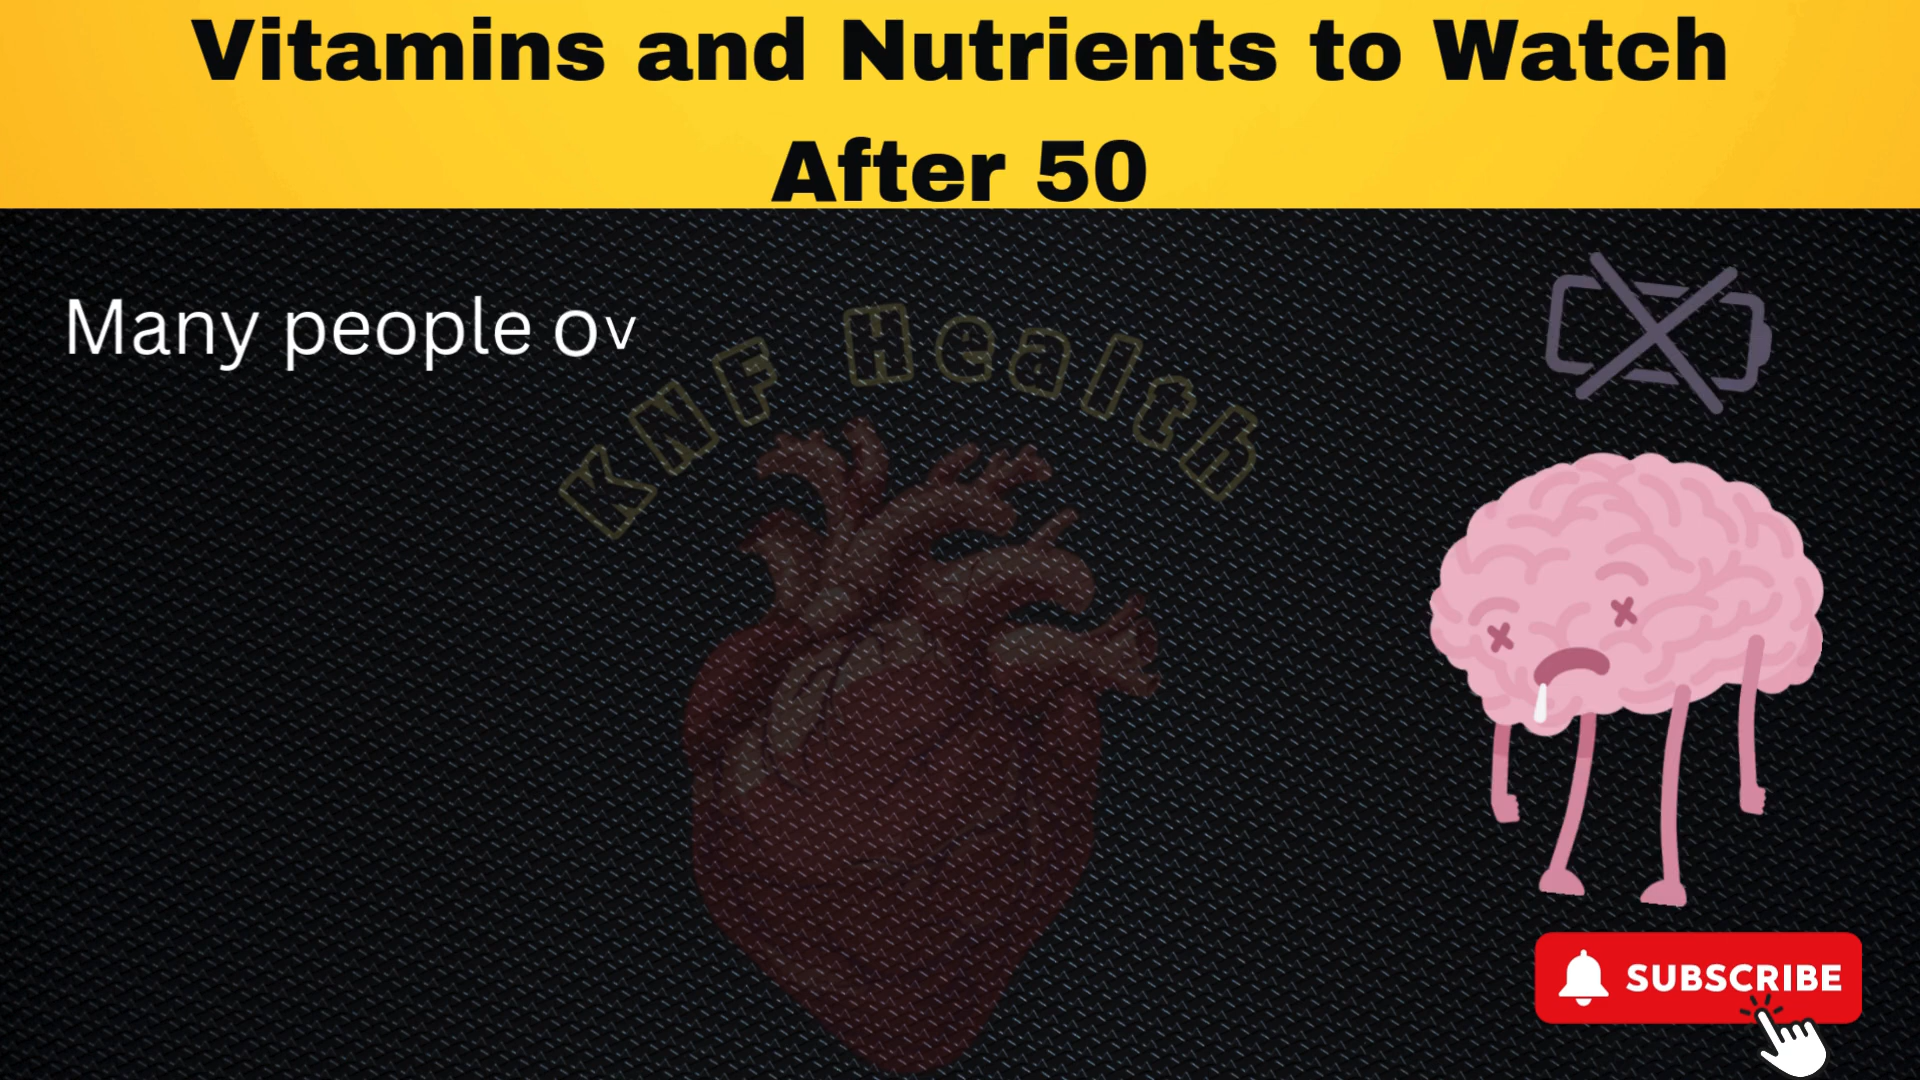 Vitamins and Nutrients to Watch
After 50
Many people ov
KNF Health
SUBSCRIBE